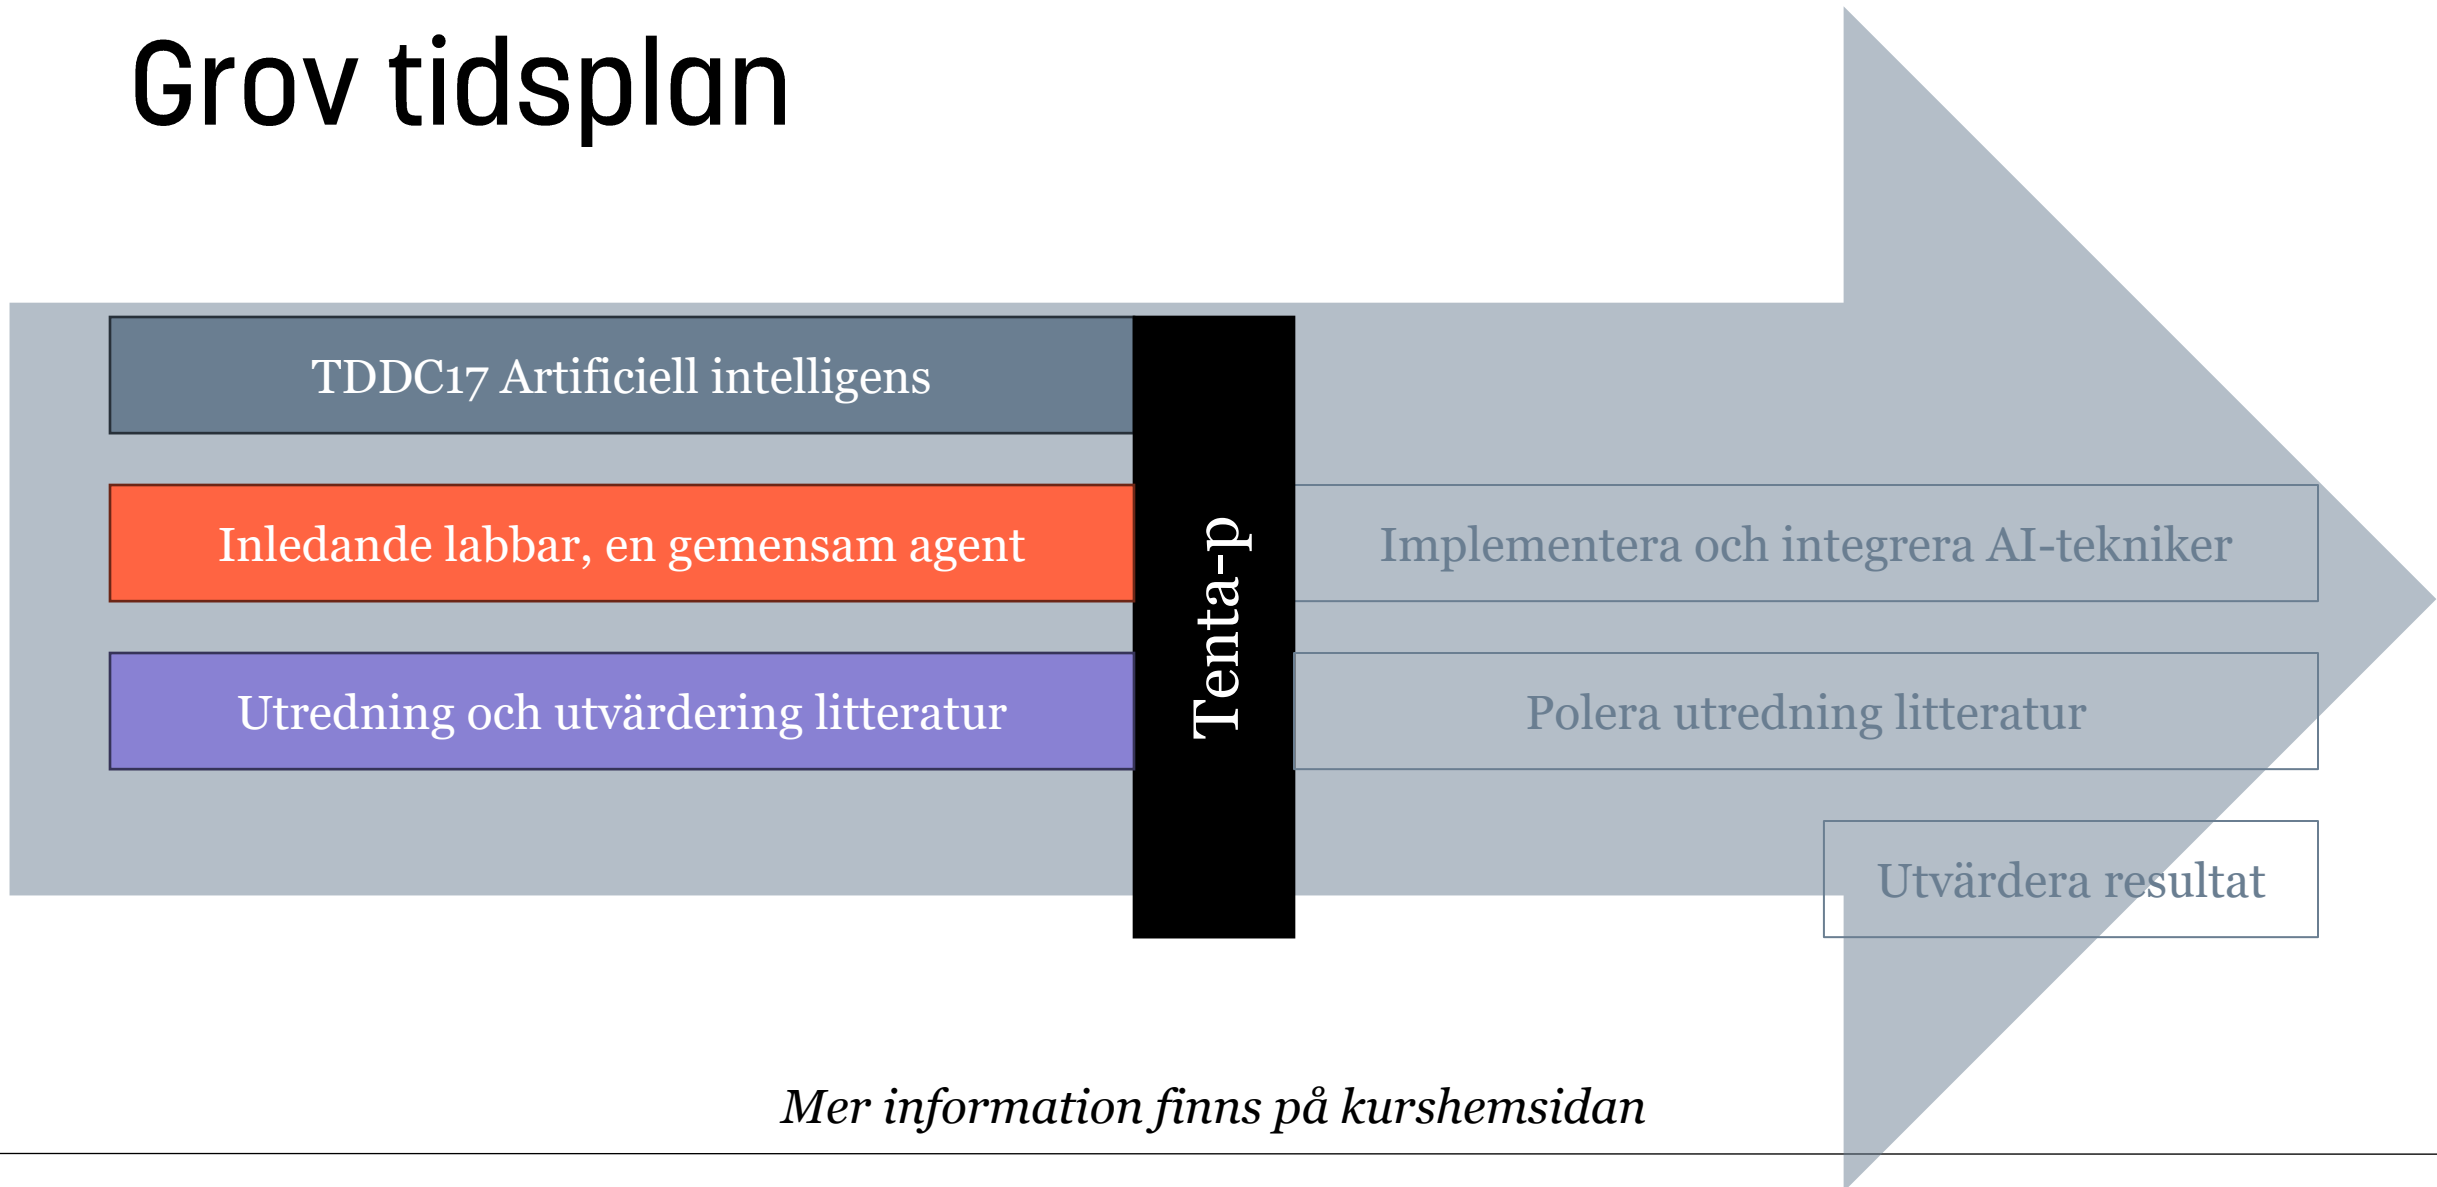 Grov tidsplan
TDDC17 Artificiell intelligens
Inledande labbar, en gemensam agent
Utredning och utvärdering litteratur
Tenta-p
Implementera och integrera AI-tekniker
Polera utredning litteratur
Utvärdera resultat
Mer information finns på kurshemsidan